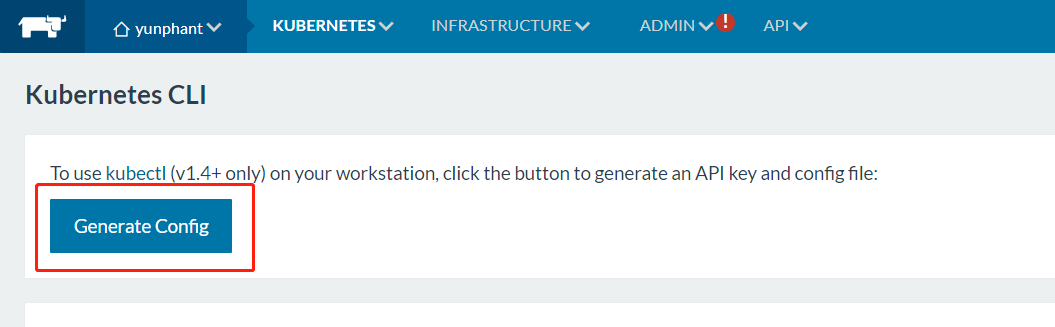 yunphant KUBERNETES INFRASTRUCTURE ADMIN ! API
Kubernetes CLI
To use kubectl (v1.4+ only) on your workstation, click the button to generate an API key and config file:
Generate Config